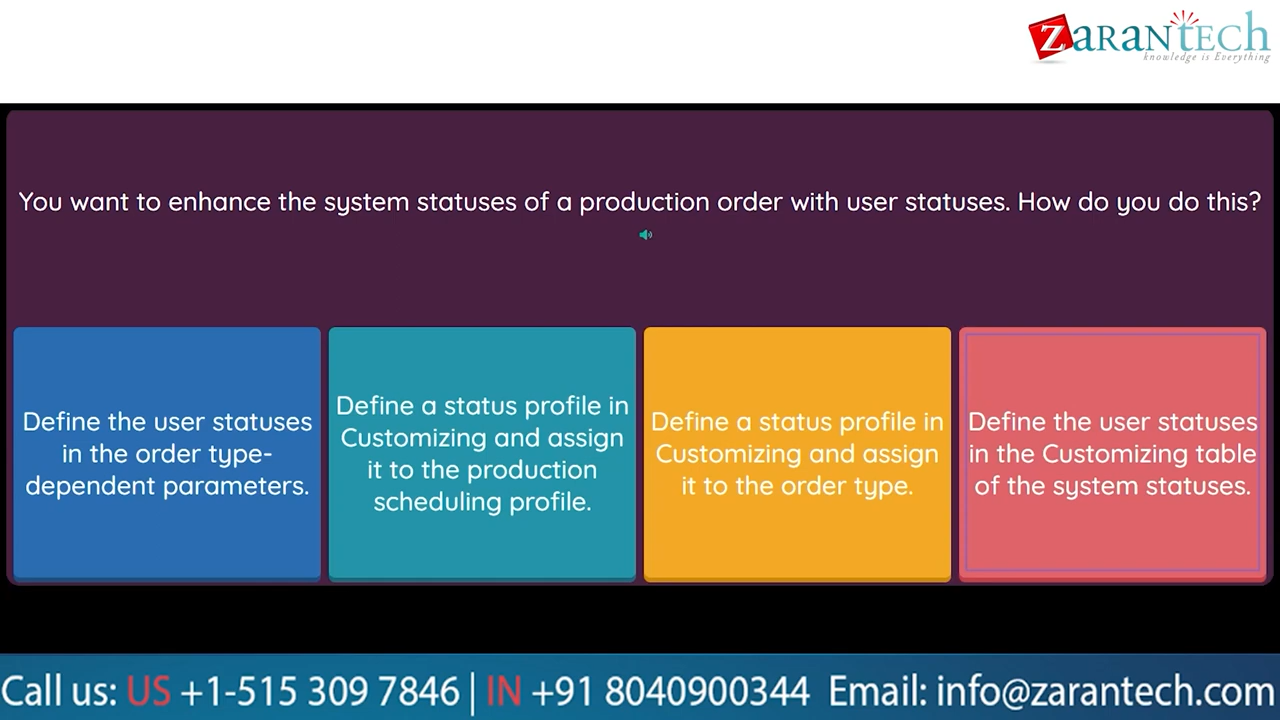 ZARANTECH
knowledge is Everything
You want to enhance the system statuses of a production order with user statuses. How do you do this?
Define the user statuses
in the order type-
dependent parameters.
Define a status profile in
Customizing and assign
it to the production
scheduling profile.
Define a status profile in
Customizing and assign
it to the order type.
Define the user statuses
in the Customizing table
of the system statuses.
Call us: US +1-515 309 7846 | IN +91 8040900344 Email: info@zarantech.com